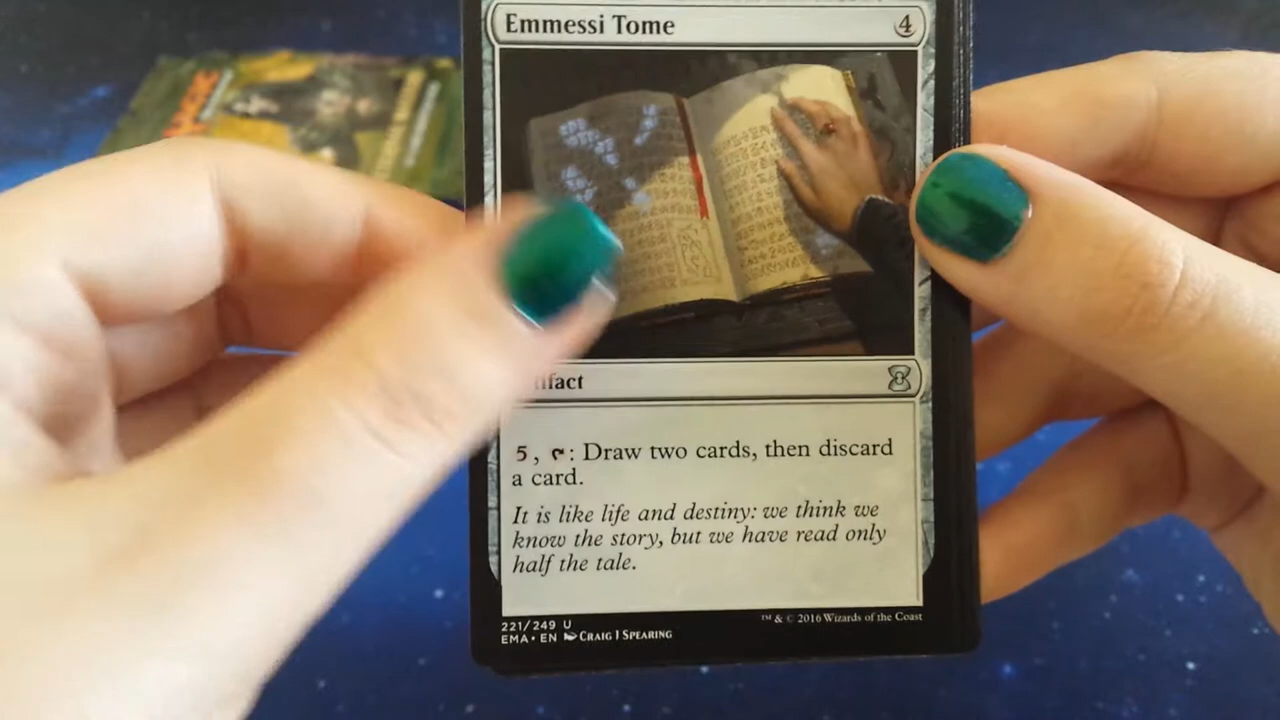 Emmessi Tome 4
ifact
5, : Draw two cards, then discard
a card.
It is like life and destiny: we think we
know the story, but we have read only
half the tale.
221/249 U
EMA • EN CRAIG J SPEARING
™ & © 2016 Wizards of the Coast